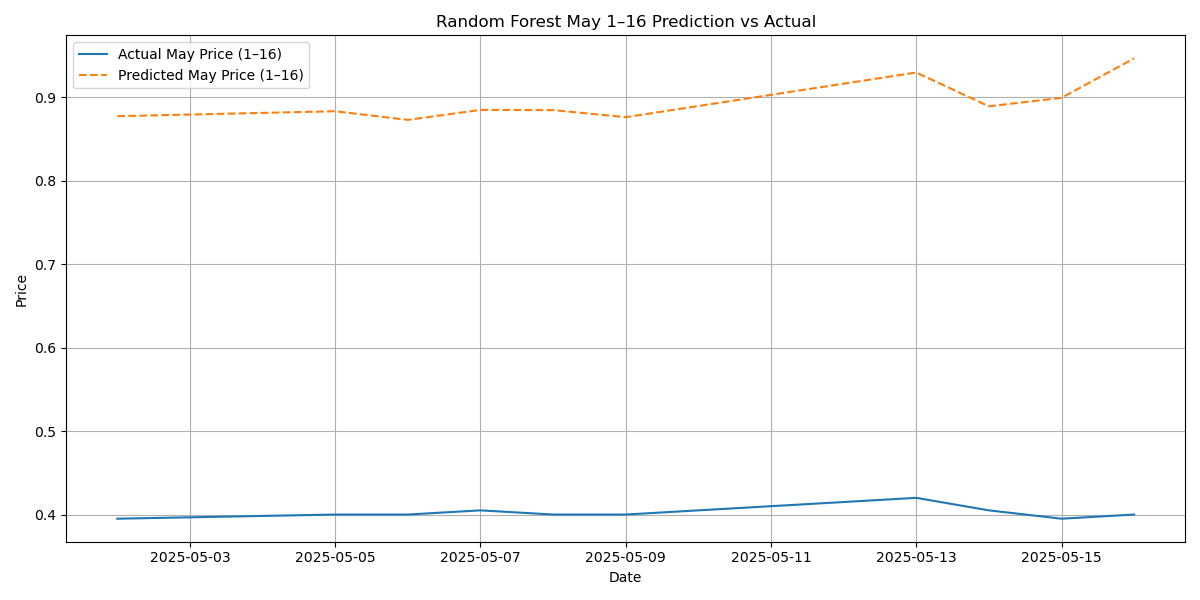 Random Forest May 1–16 Prediction vs Actual
Actual May Price (1–16)
Predicted May Price (1–16)
Price
0.9
0.8
0.7
0.6
0.5
0.4
2025-05-03
2025-05-05
2025-05-07
2025-05-09
2025-05-11
2025-05-13
2025-05-15
Date